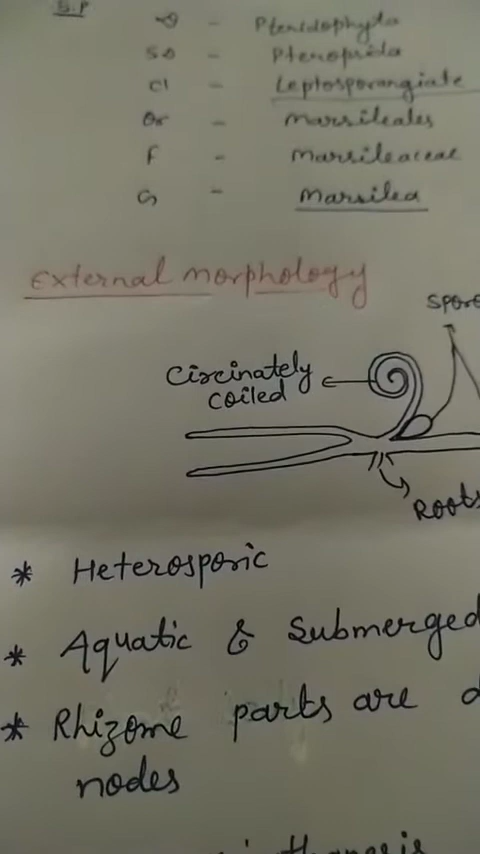 S.P
D - Pteridophyta
SD - Pteropsida
Cl - Leptosporangiate
Or - Marsileales
F - Marsileaceae
G - Marsilea
External morphology
Spor
Circinately
coiled
Roots
* Heterosporic
* Aquatic & Submerged
* Rhizome parts are d
nodes